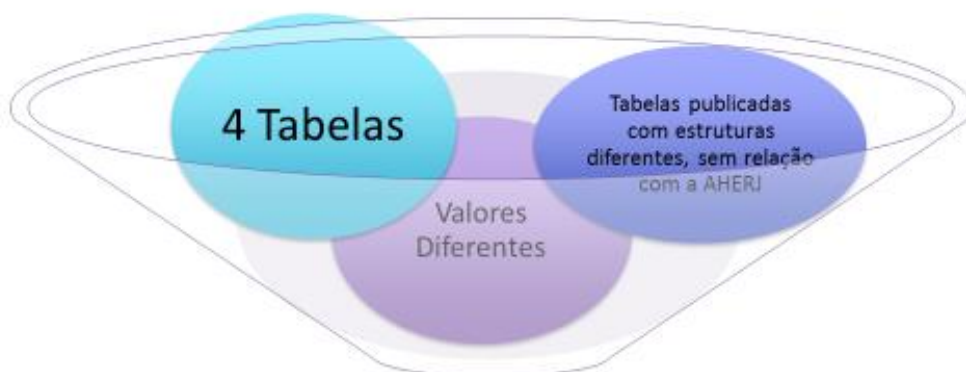 4 Tabelas
Tabelas publicadas
com estruturas
diferentes, sem relação
com a AHERJ
Valores
Diferentes